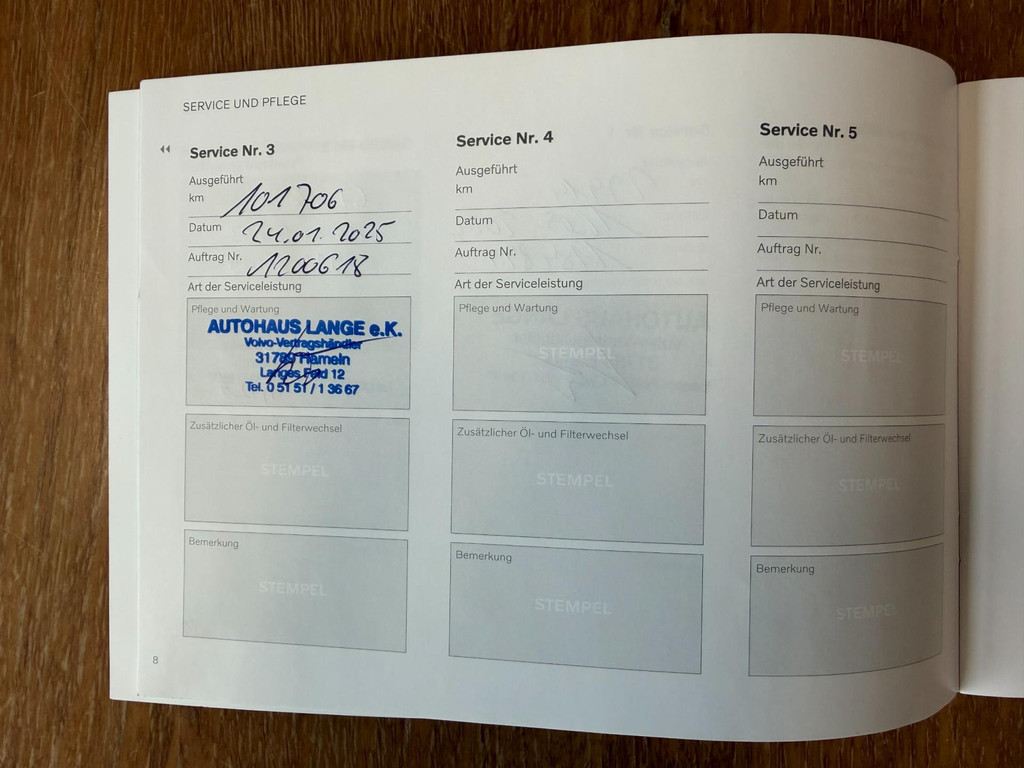 SERVICE UND PFLEGE
Service Nr. 3
Ausgeführt
km 101706
Datum 24.01.2025
Auftrag Nr. 1200618
Art der Serviceleistung
Pflege und Wartung
AUTOHAUS LANGE e.K.
Volvo-Vertragshändler
31789 Hameln
Langes Feld 12
Tel. 0 51 51 / 1 36 67
Zusätzlicher Öl- und Filterwechsel
STEMPEL
Bemerkung
STEMPEL
Service Nr. 4
Ausgeführt
km
Datum
Auftrag Nr.
Art der Serviceleistung
Pflege und Wartung
STEMPEL
Zusätzlicher Öl- und Filterwechsel
STEMPEL
Bemerkung
STEMPEL
Service Nr. 5
Ausgeführt
km
Datum
Auftrag Nr.
Art der Serviceleistung
Pflege und Wartung
STEMPEL
Zusätzlicher Öl- und Filterwechsel
STEMPEL
Bemerkung
STEMPEL
8